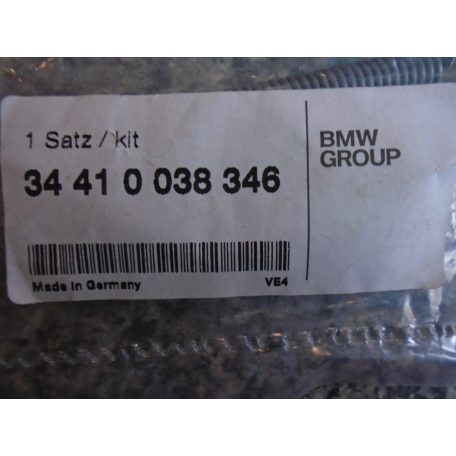 1 Satz / kit
34 41 0 038 346
Made in Germany
VE4
BMW
GROUP